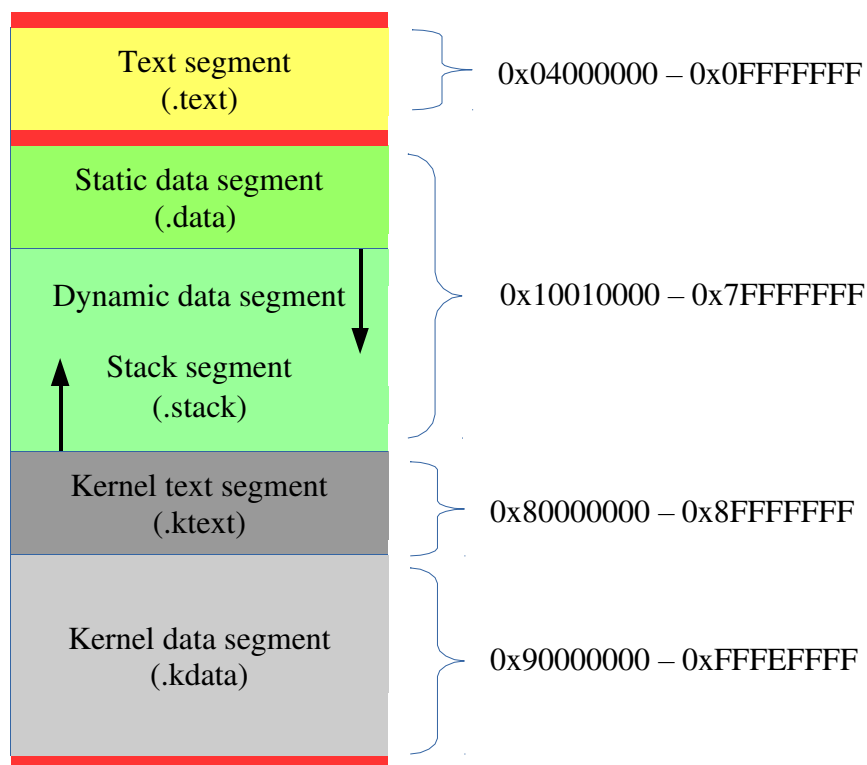 Text segment
(.text)
0x04000000 – 0x0FFFFFFF
Static data segment
(.data)
Dynamic data segment
0x10010000 – 0x7FFFFFFF
Stack segment
(.stack)
Kernel text segment
(.ktext)
0x80000000 – 0x8FFFFFFF
Kernel data segment
(.kdata)
0x90000000 – 0xFFFEFFFF